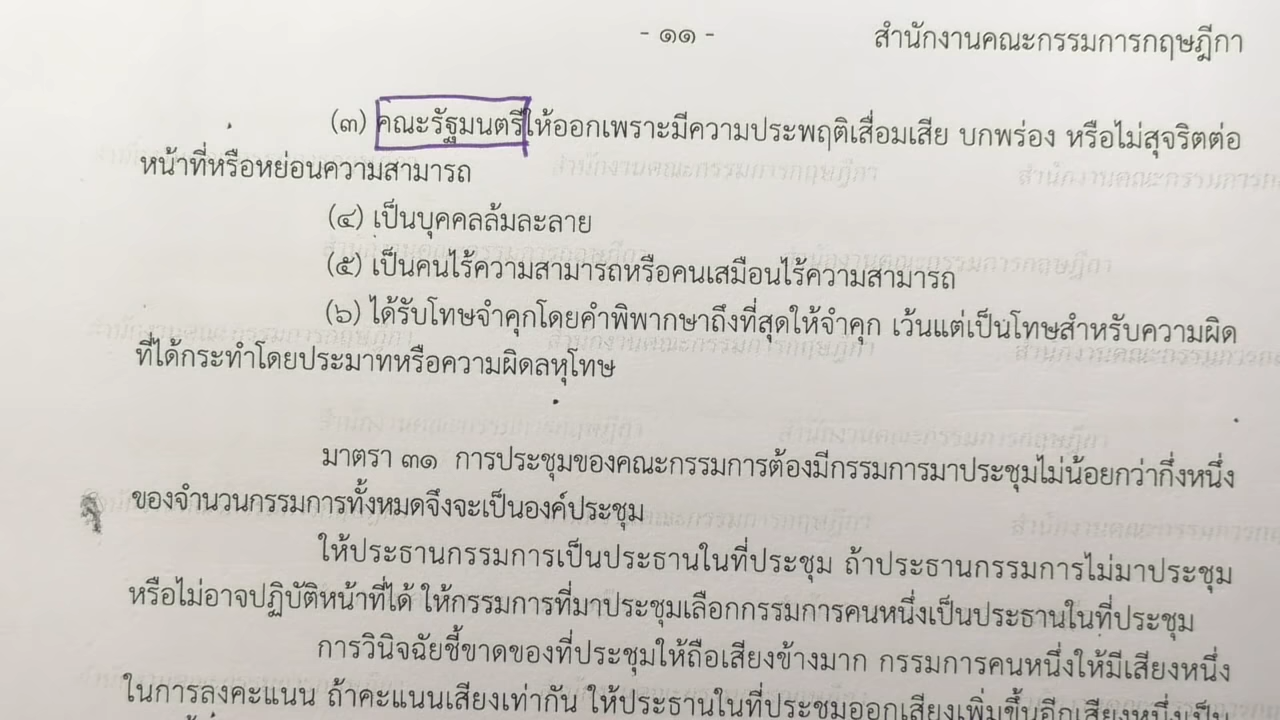 - ๑๑ - สำนักงานคณะกรรมการกฤษฎีกา
(๓) คณะรัฐมนตรีให้ออกเพราะมีความประพฤติเสื่อมเสีย บกพร่อง หรือไม่สุจริตต่อ
หน้าที่หรือหย่อนความสามารถ
(๔) เป็นบุคคลล้มละลาย
(๕) เป็นคนไร้ความสามารถหรือคนเสมือนไร้ความสามารถ
(๖) ได้รับโทษจำคุกโดยคำพิพากษาถึงที่สุดให้จำคุก เว้นแต่เป็นโทษสำหรับความผิด
ที่ได้กระทำโดยประมาทหรือความผิดลหุโทษ
มาตรา ๓๑ การประชุมของคณะกรรมการต้องมีกรรมการมาประชุมไม่น้อยกว่ากึ่งหนึ่ง
ของจำนวนกรรมการทั้งหมดจึงจะเป็นองค์ประชุม
ให้ประธานกรรมการเป็นประธานในที่ประชุม ถ้าประธานกรรมการไม่มาประชุม
หรือไม่อาจปฏิบัติหน้าที่ได้ ให้กรรมการที่มาประชุมเลือกกรรมการคนหนึ่งเป็นประธานในที่ประชุม
การวินิจฉัยชี้ขาดของที่ประชุมให้ถือเสียงข้างมาก กรรมการคนหนึ่งให้มีเสียงหนึ่ง
ในการลงคะแนน ถ้าคะแนนเสียงเท่ากัน ให้ประธานในที่ประชุมออกเสียงเพิ่มขึ้นอีกเสียงหนึ่งเป็น